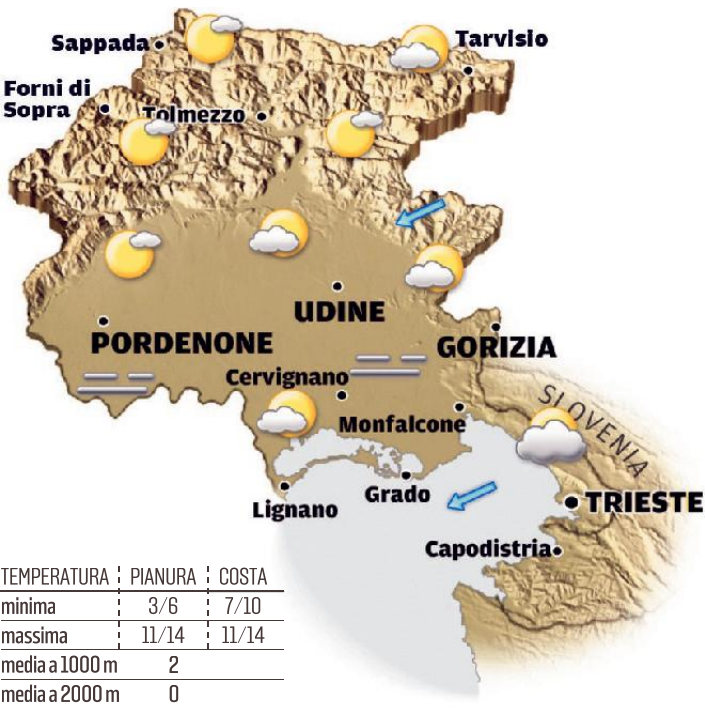 Sappada
Tarvisio
Forni di
Sopra
Tolmezzo
UDINE
PORDENONE
GORIZIA
Cervignano
SLOVENIA
Monfalcone
Grado
Lignano
TRIESTE
Capodistria
TEMPERATURA PIANURA COSTA
minima 3/6 7/10
massima 11/14 11/14
media a 1000 m 2
media a 2000 m 0